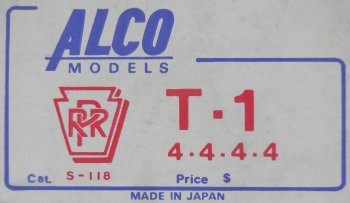 ALCO
MODELS
PRR
T-1
4-4-4-4
Cat. S-118 Price $
MADE IN JAPAN